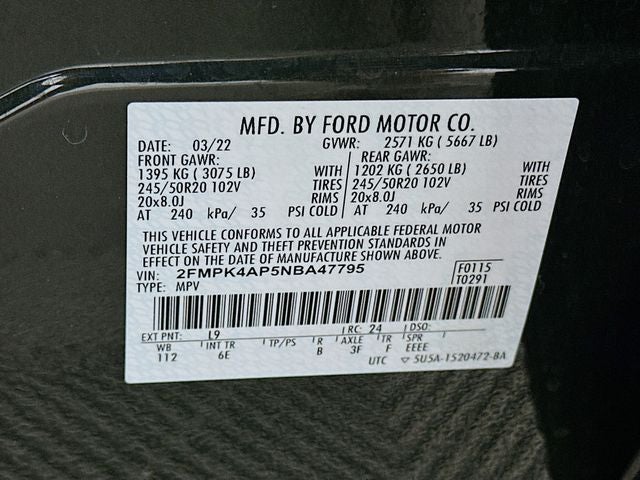 MFD. BY FORD MOTOR CO.
DATE: 03/22 GVWR: 2571 KG ( 5667 LB)
FRONT GAWR: REAR GAWR:
1395 KG ( 3075 LB) WITH 1202 KG ( 2650 LB) WITH
245/50R20 102V TIRES 245/50R20 102V TIRES
20x8.0J RIMS 20x8.0J RIMS
AT 240 kPa/ 35 PSI COLD AT 240 kPa/ 35 PSI COLD
THIS VEHICLE CONFORMS TO ALL APPLICABLE FEDERAL MOTOR
VEHICLE SAFETY AND THEFT PREVENTION STANDARDS IN
EFFECT ON THE DATE OF MANUFACTURE SHOWN ABOVE.
VIN: 2FMPK4AP5NBA47795 F0115
TYPE: MPV T0291
EXT PNT: L9 RC: 24 DSO:
WB INT TR TP/PS R AXLE TR SPR
112 6E B 3F F EEEE
UTC 5U5A-1520472-BA